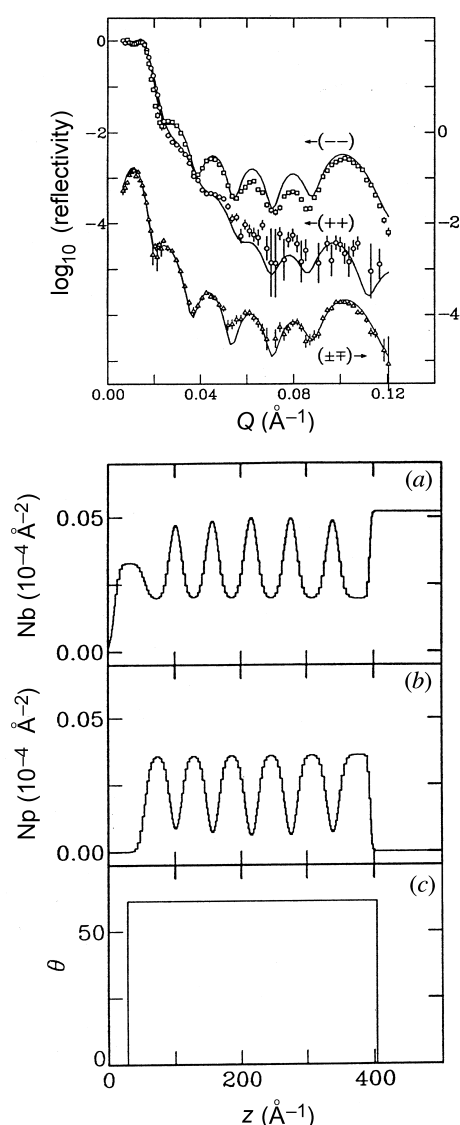 log10 (reflectivity)
0
−2
−4
0
−2
−4
(−−)
(++)
(±∓)
0.00
0.04
0.08
0.12
Q (Å⁻¹)
(a)
Nb (10⁻⁴ Å⁻²)
0.05
0.00
(b)
Np (10⁻⁴ Å⁻²)
0.05
0.00
(c)
θ
50
0
0
200
400
z (Å⁻¹)